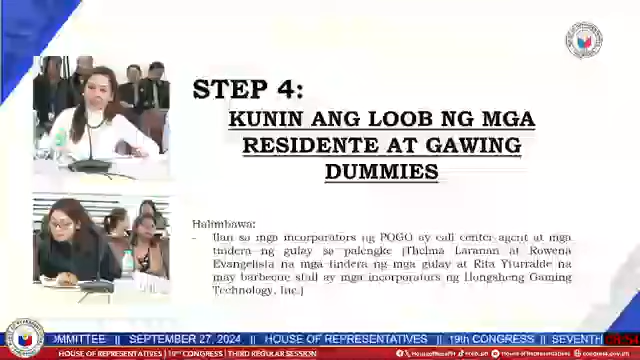 STEP 4:
KUNIN ANG LOOB NG MGA
RESIDENTE AT GAWING
DUMMIES
Halimbawa:
- Ilan sa mga incorporators ng POGO ay call center agent at mga
tindera ng gulay sa palengke (Thelma Laranan at Rowena
Evangelista na mga tindera ng mga gulay at Rita Yturralde na
may barbecue stall ay mga incorporators ng Hongsheng Gaming
Technology, Inc.)
OMMITTEE || SEPTEMBER 27, 2024 || HOUSE OF REPRESENTATIVES || 19th CONGRESS || SEVENTH
HOUSE OF REPRESENTATIVES | 19TH CONGRESS | THIRD REGULAR SESSION
congress.gov.ph